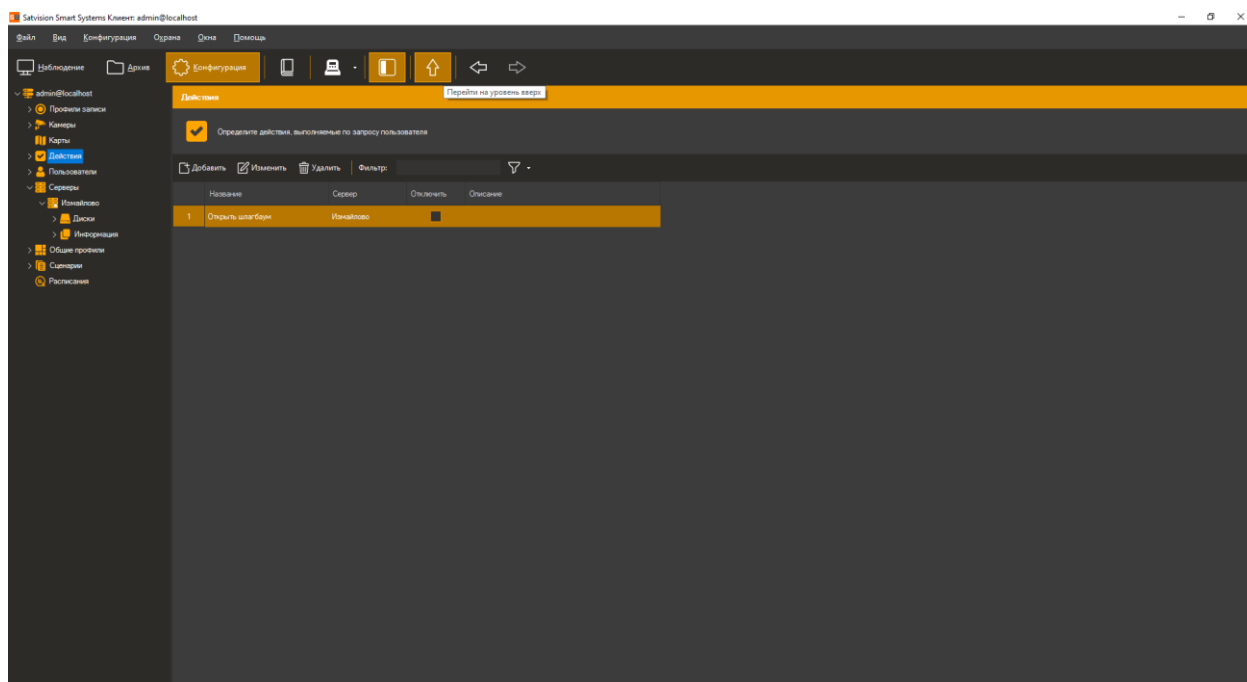 Satvision Smart Systems Клиент: admin@localhost
Файл Вид Конфигурация Охрана Окна Помощь
Наблюдение Архив Конфигурация
Перейти на уровень вверх
admin@localhost
Профили записи
Камеры
Карты
Действия
Пользователи
Серверы
Измайлово
Диски
Информация
Общие профили
Сценарии
Расписания
Действия
Определите действия, выполняемые по запросу пользователя
Добавить Изменить Удалить Фильтр:
Название Сервер Отключить Описание
1 Открыть шлагбаум Измайлово